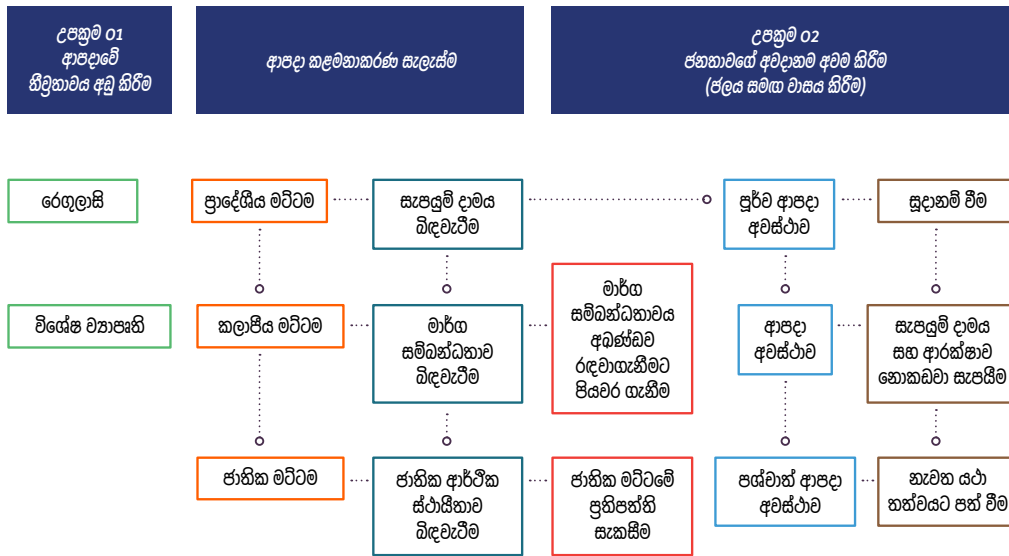 උපක්‍රම 01
ආපදාවේ
තීව්‍රතාවය අඩු කිරීම
ආපදා කළමනාකරණ සැලැස්ම
උපක්‍රම 02
ජනතාවගේ අවදානම අවම කිරීම
(ජලය සමඟ වාසය කිරීම)
රෙගුලාසි
ප්‍රාදේශීය මට්ටම
සැපයුම් දාමය
බිඳවැටීම
පූර්ව ආපදා
අවස්ථාව
සූදානම් වීම
විශේෂ ව්‍යාපෘති
කලාපීය මට්ටම
මාර්ග
සම්බන්ධතාව
බිඳවැටීම
මාර්ග
සම්බන්ධතාවය
අඛණ්ඩව
රඳවාගැනීමට
පියවර ගැනීම
ආපදා
අවස්ථාව
සැපයුම් දාමය
සහ ආරක්ෂාව
නොකඩවා සැපයීම
ජාතික මට්ටම
ජාතික ආර්ථික
ස්ථායීතාව
බිඳවැටීම
ජාතික මට්ටමේ
ප්‍රතිපත්ති
සැකසීම
පශ්චාත් ආපදා
අවස්ථාව
නැවත යථා
තත්වයට පත් වීම